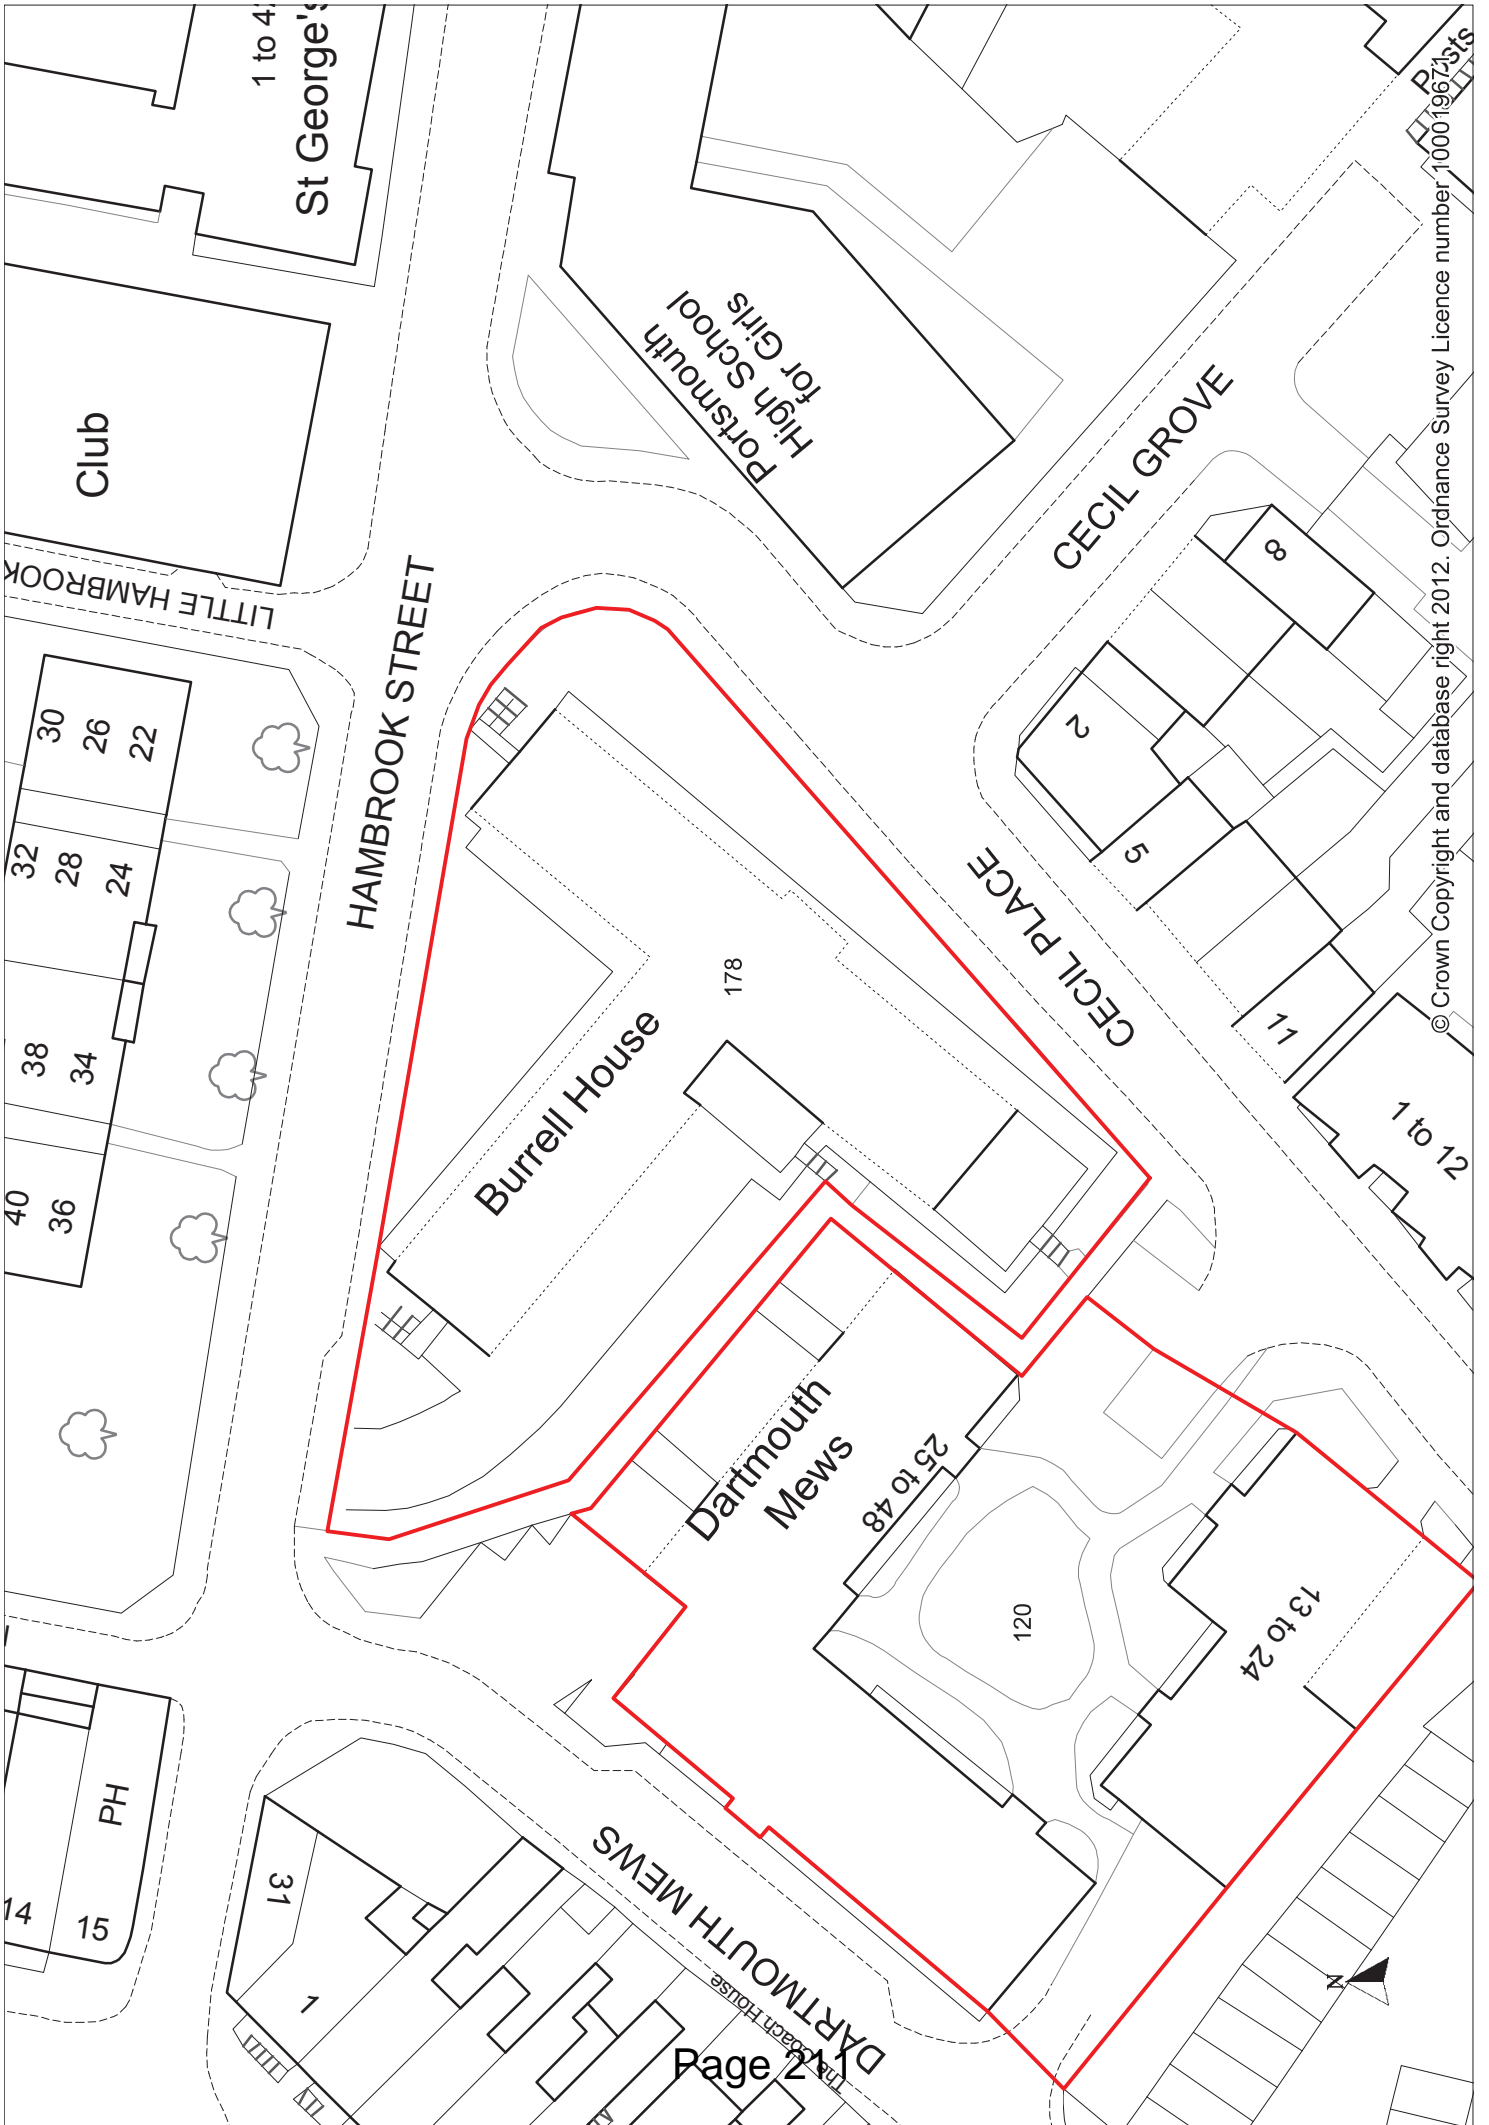 1 to 4
St George's
Club
Posts
Portsmouth
High School
for Girls
CECIL GROVE
8
LITTLE HAMBROOK
HAMBROOK STREET
30
26
22
32
28
24
38
34
40
36
2
5
CECIL PLACE
11
1 to 12
178
Burrell House
Dartmouth
Mews
25 to 48
120
13 to 24
PH
14
15
31
1
DARTMOUTH MEWS
The Coach House
N
Page 211
© Crown Copyright and database right 2012. Ordnance Survey Licence number 100019671